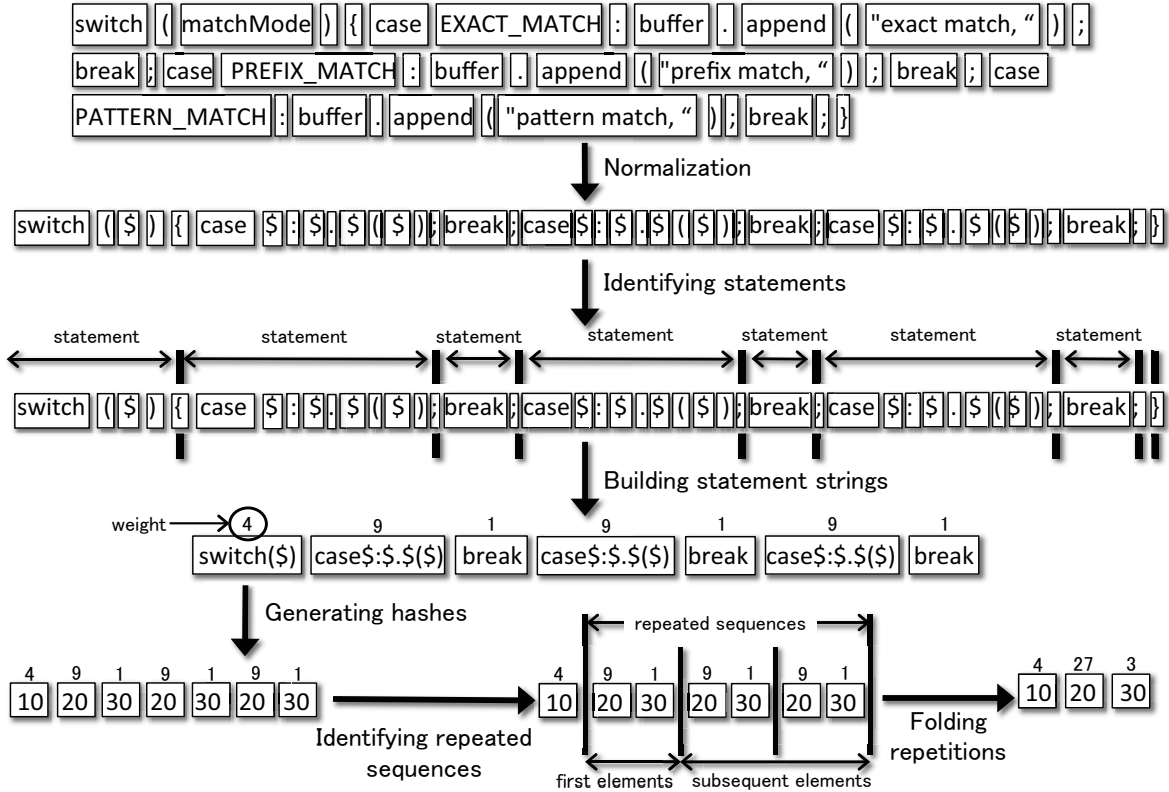 switch ( matchMode ) { case EXACT_MATCH : buffer . append ( "exact match, “ ) ;
break ; case PREFIX_MATCH : buffer . append ( "prefix match, “ ) ; break ; case
PATTERN_MATCH : buffer . append ( "pattern match, “ ) ; break ; }
Normalization
switch ( $ ) { case $ : $ . $ ( $ ) ; break ; case $ : $ . $ ( $ ) ; break ; case $ : $ . $ ( $ ) ; break ; }
Identifying statements
statement statement statement statement statement statement statement
switch ( $ ) { case $ : $ . $ ( $ ) ; break ; case $ : $ . $ ( $ ) ; break ; case $ : $ . $ ( $ ) ; break ; }
Building statement strings
weight 4 9 1 9 1 9 1
switch($) case$:$.$($) break case$:$.$($) break case$:$.$($) break
Generating hashes
repeated sequences
4 9 1 9 1 9 1
10 20 30 20 30 20 30
Identifying repeated
sequences
4 9 1 9 1 9 1
10 20 30 20 30 20 30
first elements subsequent elements
Folding
repetitions
4 27 3
10 20 30